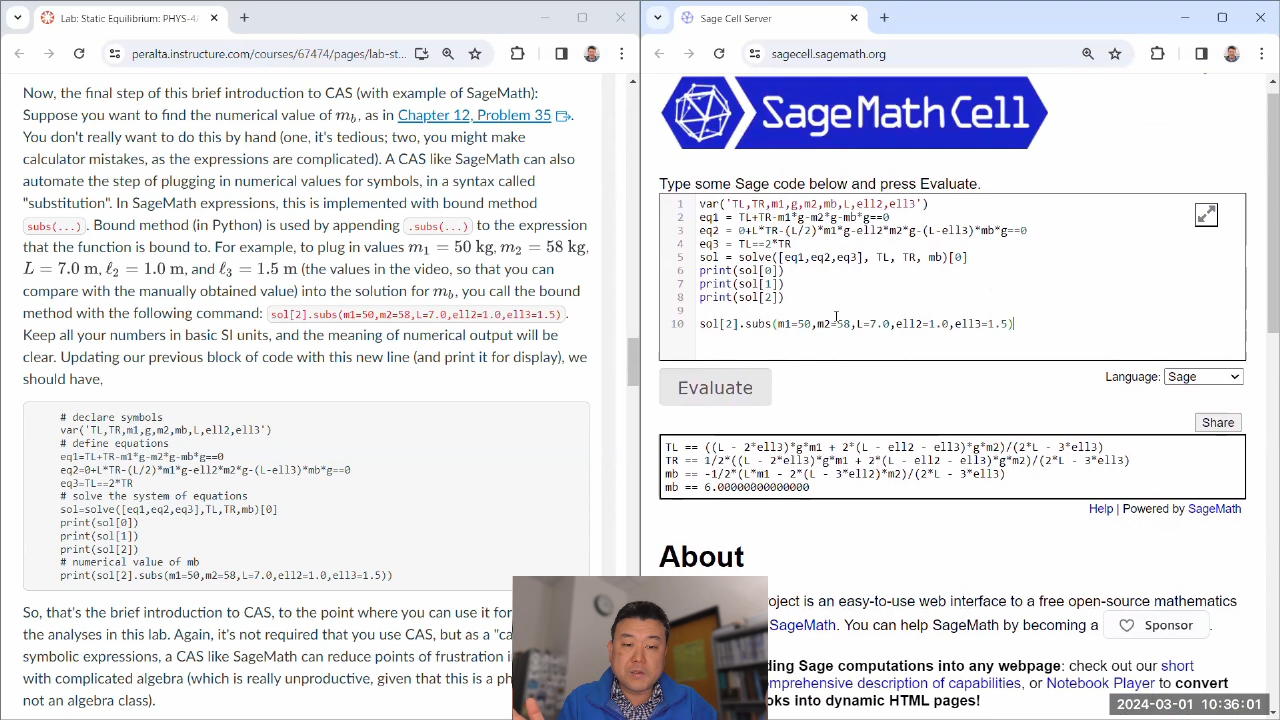 Lab: Static Equilibrium: PHYS-4/
peralta.instructure.com/courses/67474/pages/lab-st...
Now, the final step of this brief introduction to CAS (with example of SageMath):
Suppose you want to find the numerical value of mb, as in Chapter 12, Problem 35
You don't really want to do this by hand (one, it's tedious; two, you might make
calculator mistakes, as the expressions are complicated). A CAS like SageMath can also
automate the step of plugging in numerical values for symbols, in a syntax called
"substitution". In SageMath expressions, this is implemented with bound method
subs(...). Bound method (in Python) is used by appending .subs(...) to the expression
that the function is bound to. For example, to plug in values m1 = 50 kg, m2 = 58 kg,
L = 7.0 m, ℓ2 = 1.0 m, and ℓ3 = 1.5 m (the values in the video, so that you can
compare with the manually obtained value) into the solution for mb, you call the bound
method with the following command: sol[2].subs(m1=50,m2=58,L=7.0,ell2=1.0,ell3=1.5).
Keep all your numbers in basic SI units, and the meaning of numerical output will be
clear. Updating our previous block of code with this new line (and print it for display), we
should have,
# declare symbols
var('TL,TR,m1,g,m2,mb,L,ell2,ell3')
# define equations
eq1=TL+TR-m1*g-m2*g-mb*g==0
eq2=0+L*TR-(L/2)*m1*g-ell2*m2*g-(L-ell3)*mb*g==0
eq3=TL==2*TR
# solve the system of equations
sol=solve([eq1,eq2,eq3],TL,TR,mb)[0]
print(sol[0])
print(sol[1])
print(sol[2])
# numerical value of mb
print(sol[2].subs(m1=50,m2=58,L=7.0,ell2=1.0,ell3=1.5))
So, that's the brief introduction to CAS, to the point where you can use it for
the analyses in this lab. Again, it's not required that you use CAS, but as a "ca
symbolic expressions, a CAS like SageMath can reduce points of frustration i
with complicated algebra (which is really unproductive, given that this is a ph
not an algebra class).
Sage Cell Server
sagecell.sagemath.org
SageMathCell
Type some Sage code below and press Evaluate.
1 var('TL,TR,m1,g,m2,mb,L,ell2,ell3')
2 eq1 = TL+TR-m1*g-m2*g-mb*g==0
3 eq2 = 0+L*TR-(L/2)*m1*g-ell2*m2*g-(L-ell3)*mb*g==0
4 eq3 = TL==2*TR
5 sol = solve([eq1,eq2,eq3], TL, TR, mb)[0]
6 print(sol[0])
7 print(sol[1])
8 print(sol[2])
9
10 sol[2].subs(m1=50,m2=58,L=7.0,ell2=1.0,ell3=1.5)
Evaluate
Language: Sage
Share
TL == ((L - 2*ell3)*g*m1 + 2*(L - ell2 - ell3)*g*m2)/(2*L - 3*ell3)
TR == 1/2*((L - 2*ell3)*g*m1 + 2*(L - ell2 - ell3)*g*m2)/(2*L - 3*ell3)
mb == -1/2*(L*m1 - 2*(L - 3*ell2)*m2)/(2*L - 3*ell3)
mb == 6.00000000000000
Help | Powered by SageMath
About
oject is an easy-to-use web interface to a free open-source mathematics
SageMath. You can help SageMath by becoming a Sponsor.
ding Sage computations into any webpage: check out our short
mprehensive description of capabilities, or Notebook Player to convert
ooks into dynamic HTML pages!
2024-03-01 10:36:01